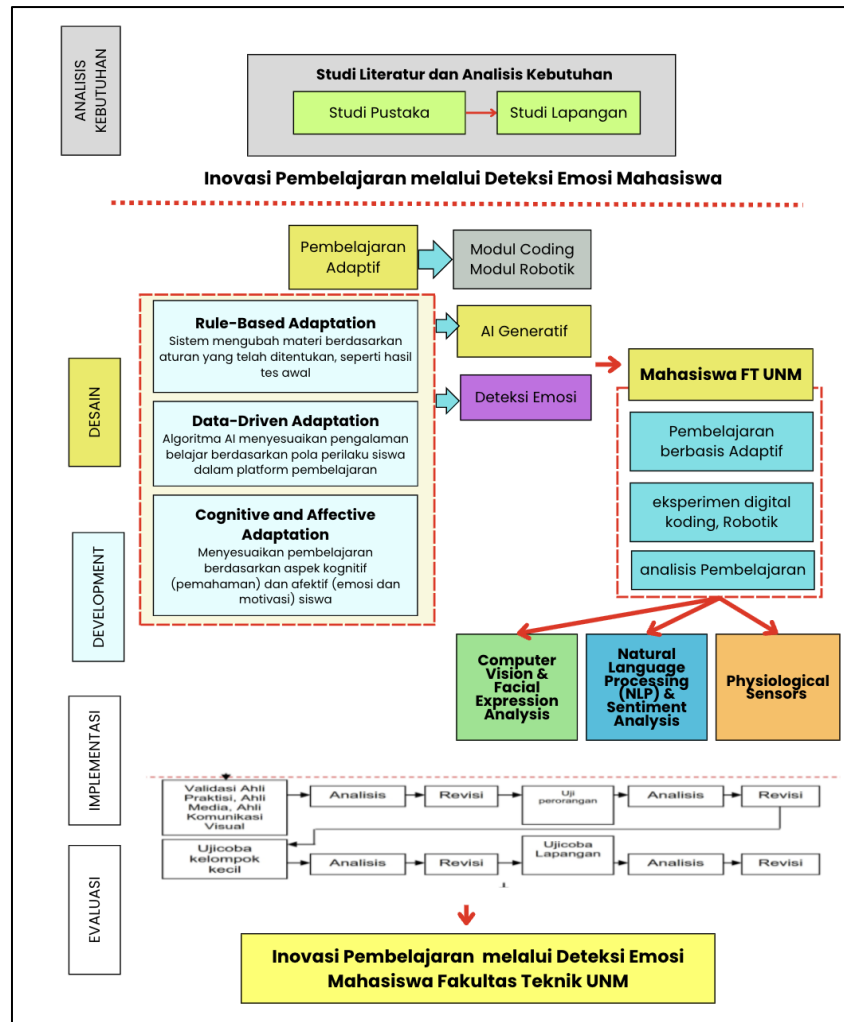 ANALISIS
KEBUTUHAN
Studi Literatur dan Analisis Kebutuhan
Studi Pustaka
Studi Lapangan
Inovasi Pembelajaran melalui Deteksi Emosi Mahasiswa
Pembelajaran
Adaptif
Modul Coding
Modul Robotik
DESAIN
Rule-Based Adaptation
Sistem mengubah materi berdasarkan
aturan yang telah ditentukan, seperti hasil
tes awal
AI Generatif
Deteksi Emosi
Data-Driven Adaptation
Algoritma AI menyesuaikan pengalaman
belajar berdasarkan pola perilaku siswa
dalam platform pembelajaran
Mahasiswa FT UNM
Pembelajaran
berbasis Adaptif
eksperimen digital
koding, Robotik
analisis Pembelajaran
DEVELOPMENT
Cognitive and Affective
Adaptation
Menyesuaikan pembelajaran
berdasarkan aspek kognitif
(pemahaman) dan afektif (emosi dan
motivasi) siswa
Computer
Vision &
Facial
Expression
Analysis
Natural
Language
Processing
(NLP) &
Sentiment
Analysis
Physiological
Sensors
IMPLEMENTASI
Validasi Ahli
Praktisi, Ahli
Media, Ahli
Komunikasi
Visual
Analisis
Revisi
Uji
perorangan
Analisis
Revisi
EVALUASI
Ujicoba
kelompok
kecil
Analisis
Revisi
Ujicoba
Lapangan
Analisis
Revisi
Inovasi Pembelajaran melalui Deteksi Emosi
Mahasiswa Fakultas Teknik UNM